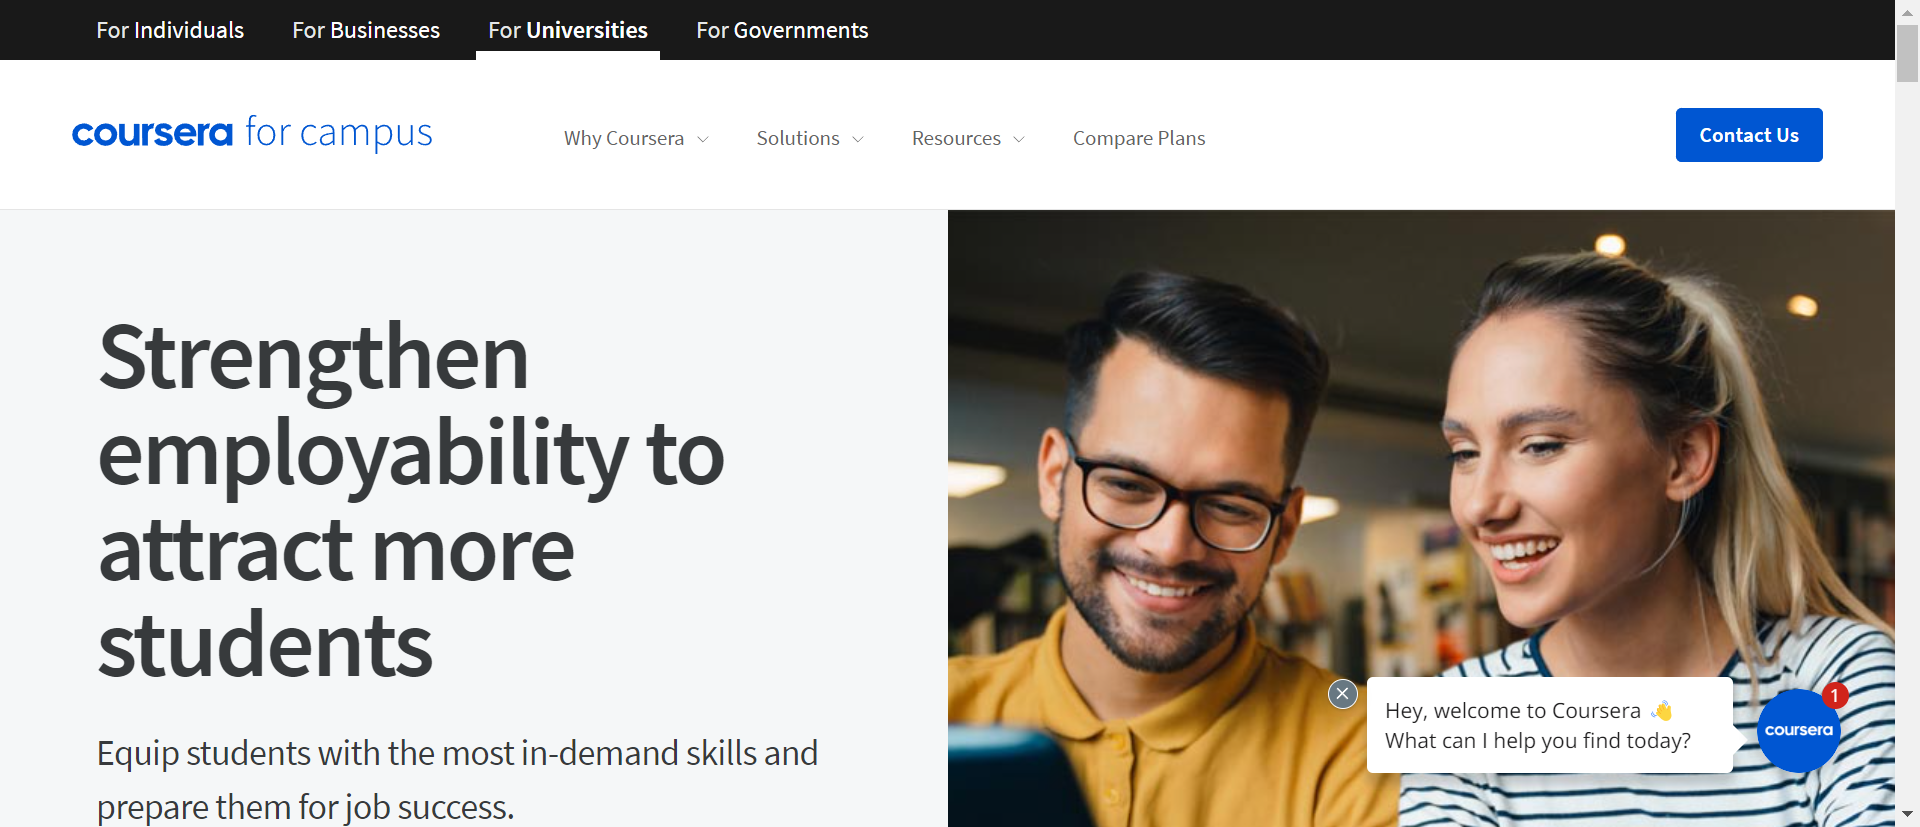 For Individuals For Businesses For Universities For Governments
coursera for campus Why Coursera Solutions Resources Compare Plans Contact Us
Strengthen
employability to
attract more
students
Equip students with the most in-demand skills and
prepare them for job success.
Hey, welcome to Coursera 👋
What can I help you find today?
coursera
1